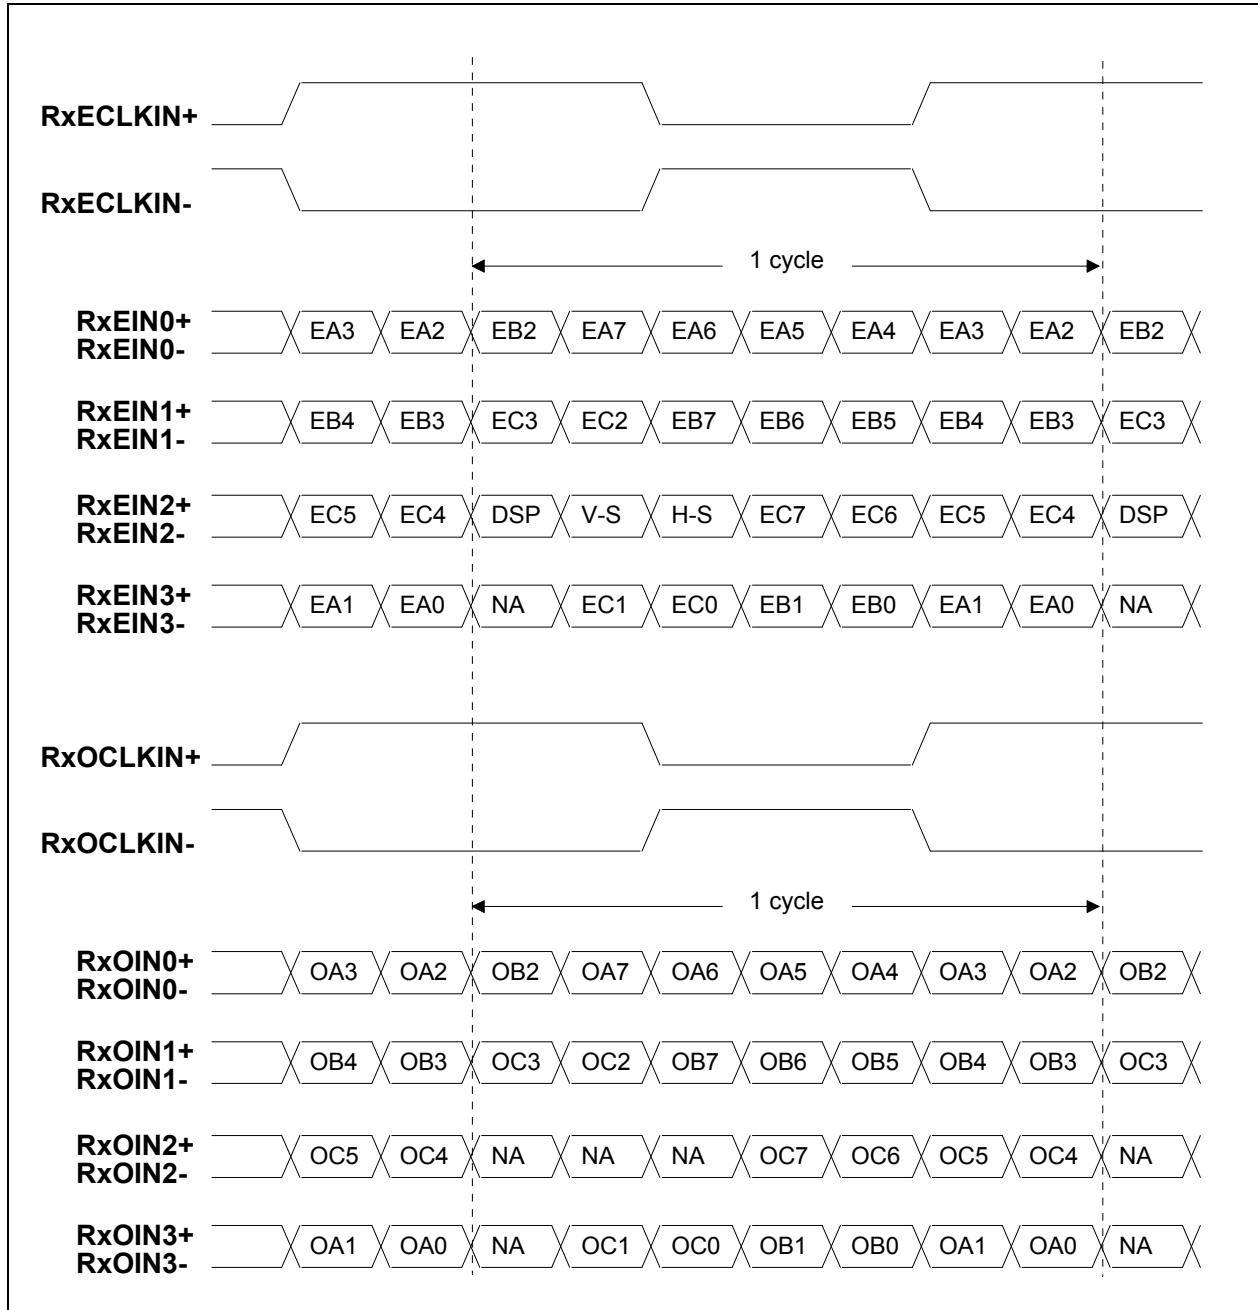 RxECLKIN+
RxECLKIN-
1 cycle
RxEIN0+
RxEIN0-
EA3 EA2 EB2 EA7 EA6 EA5 EA4 EA3 EA2 EB2
RxEIN1+
RxEIN1-
EB4 EB3 EC3 EC2 EB7 EB6 EB5 EB4 EB3 EC3
RxEIN2+
RxEIN2-
EC5 EC4 DSP V-S H-S EC7 EC6 EC5 EC4 DSP
RxEIN3+
RxEIN3-
EA1 EA0 NA EC1 EC0 EB1 EB0 EA1 EA0 NA
RxOCLKIN+
RxOCLKIN-
1 cycle
RxOIN0+
RxOIN0-
OA3 OA2 OB2 OA7 OA6 OA5 OA4 OA3 OA2 OB2
RxOIN1+
RxOIN1-
OB4 OB3 OC3 OC2 OB7 OB6 OB5 OB4 OB3 OC3
RxOIN2+
RxOIN2-
OC5 OC4 NA NA NA OC7 OC6 OC5 OC4 NA
RxOIN3+
RxOIN3-
OA1 OA0 NA OC1 OC0 OB1 OB0 OA1 OA0 NA